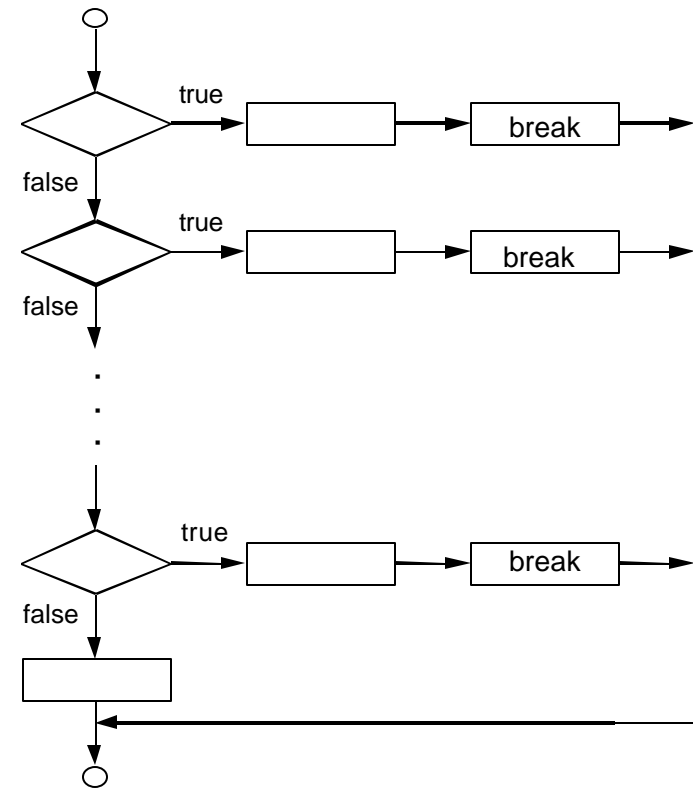 true
break
false
true
break
false
.
.
.
true
break
false